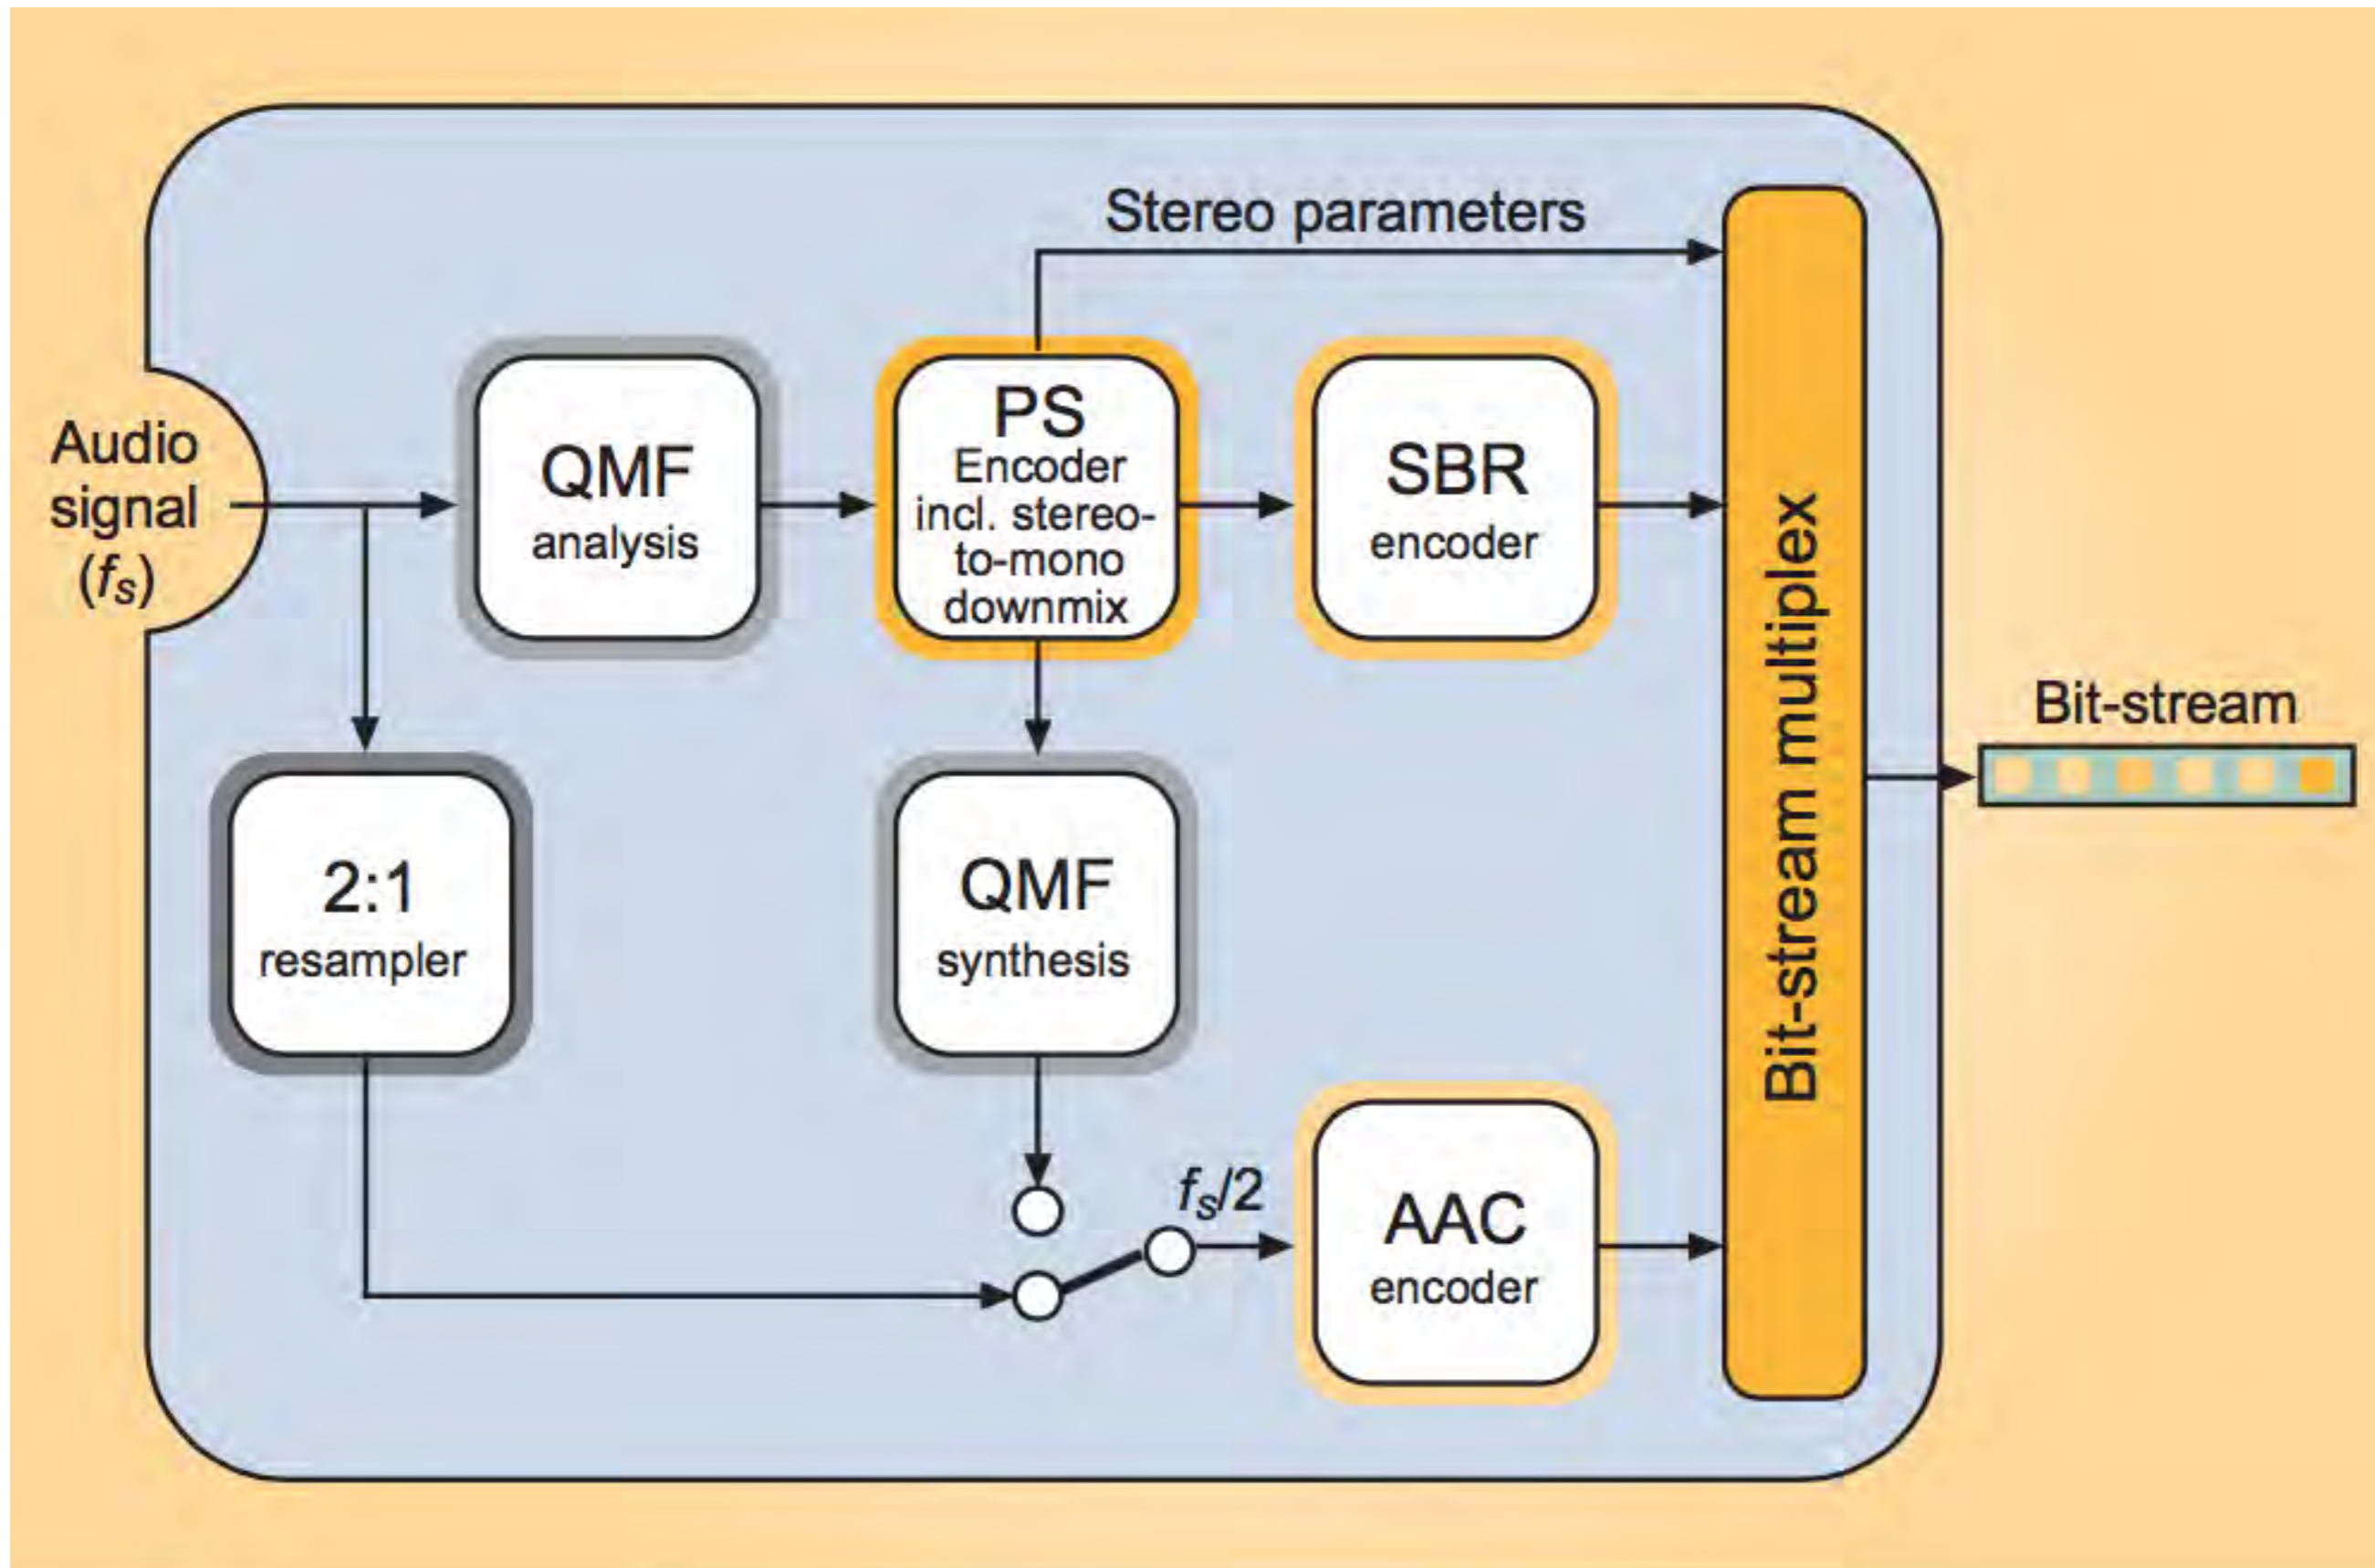 Stereo parameters
Audio
signal
(fs)
QMF
analysis
PS
Encoder
incl. stereo-
to-mono
downmix
SBR
encoder
Bit-stream multiplex
Bit-stream
2:1
resampler
QMF
synthesis
fs/2
AAC
encoder